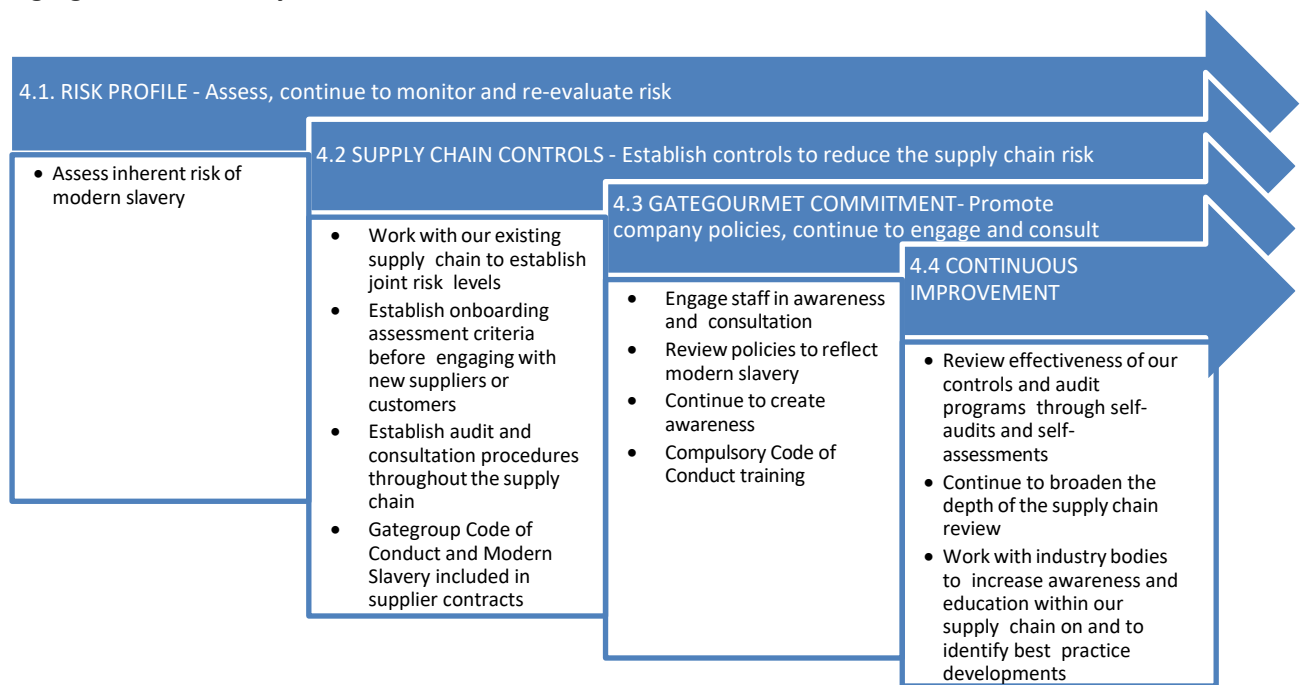 4.1. RISK PROFILE - Assess, continue to monitor and re-evaluate risk
• Assess inherent risk of
modern slavery
4.2 SUPPLY CHAIN CONTROLS - Establish controls to reduce the supply chain risk
• Work with our existing
supply chain to establish
joint risk levels
• Establish onboarding
assessment criteria
before engaging with
new suppliers or
customers
• Establish audit and
consultation procedures
throughout the supply
chain
• Gategroup Code of
Conduct and Modern
Slavery included in
supplier contracts
4.3 GATEGOURMET COMMITMENT- Promote
company policies, continue to engage and consult
• Engage staff in awareness
and consultation
• Review policies to reflect
modern slavery
• Continue to create
awareness
• Compulsory Code of
Conduct training
4.4 CONTINUOUS
IMPROVEMENT
• Review effectiveness of our
controls and audit
programs through self-
audits and self-
assessments
• Continue to broaden the
depth of the supply chain
review
• Work with industry bodies
to increase awareness and
education within our
supply chain on and to
identify best practice
developments